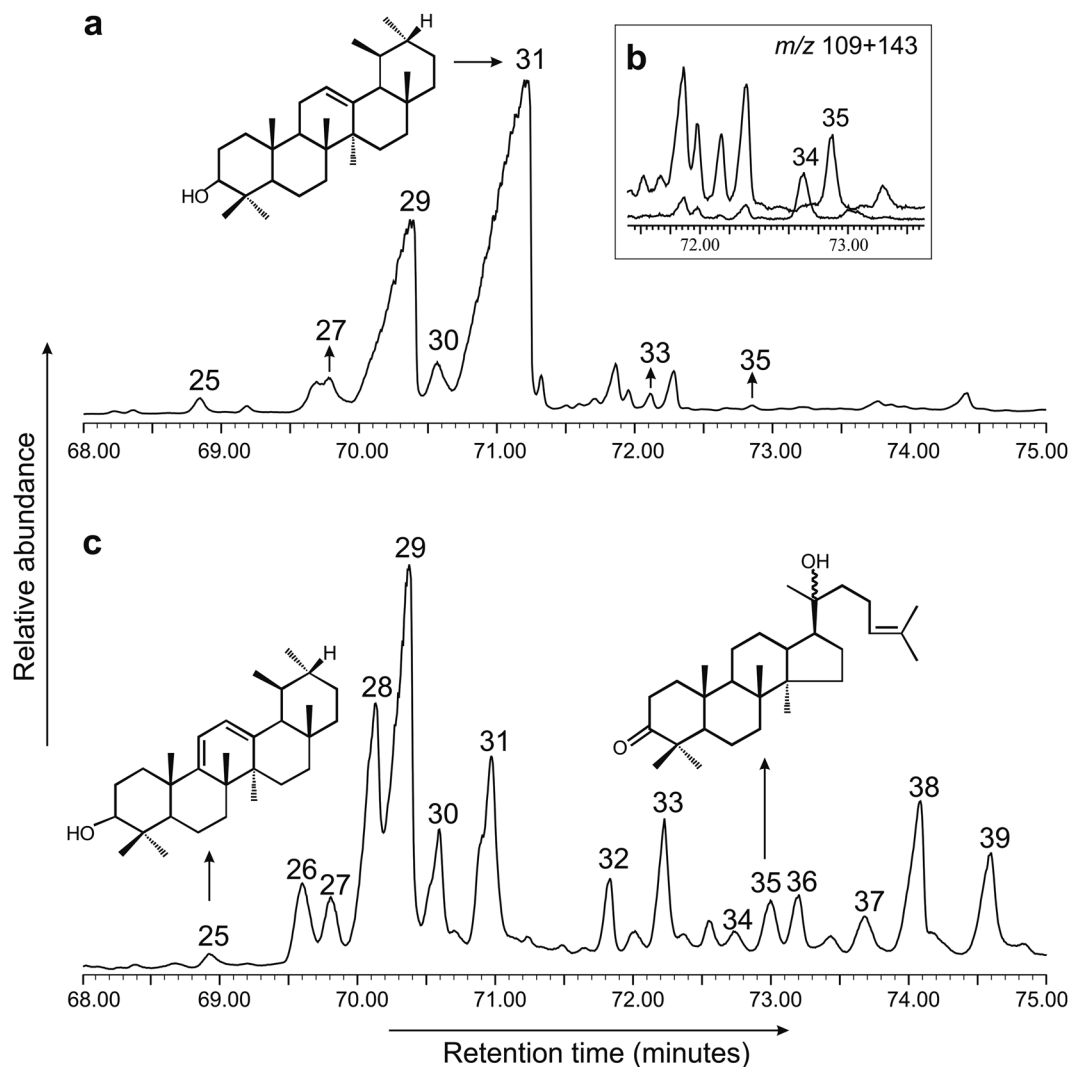 a
H
31
HO
29
30
27
25
33
35
68.00 69.00 70.00 71.00 72.00 73.00 74.00 75.00
b
m/z 109+143
35
34
72.00 73.00
Relative abundance
c
H
HO
25
26
27
28
29
30
31
32
33
34
35
36
37
38
39
OH
O
68.00 69.00 70.00 71.00 72.00 73.00 74.00 75.00
Retention time (minutes)